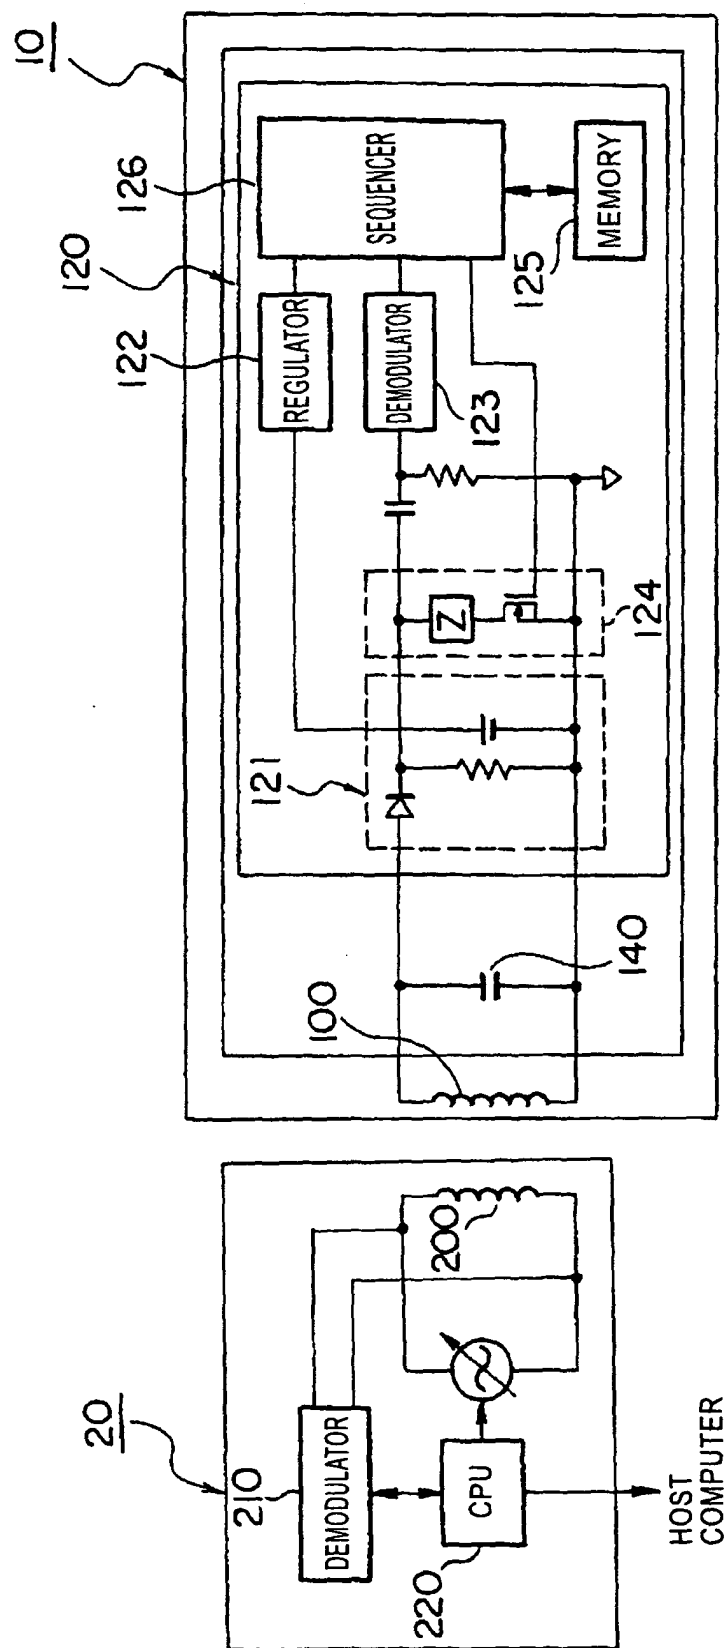 20
210
DEMODULATOR
CPU
220
HOST
COMPUTER
200
10
100
140
120
121
124
Z
122
REGULATOR
DEMODULATOR
123
126
SEQUENCER
125
MEMORY